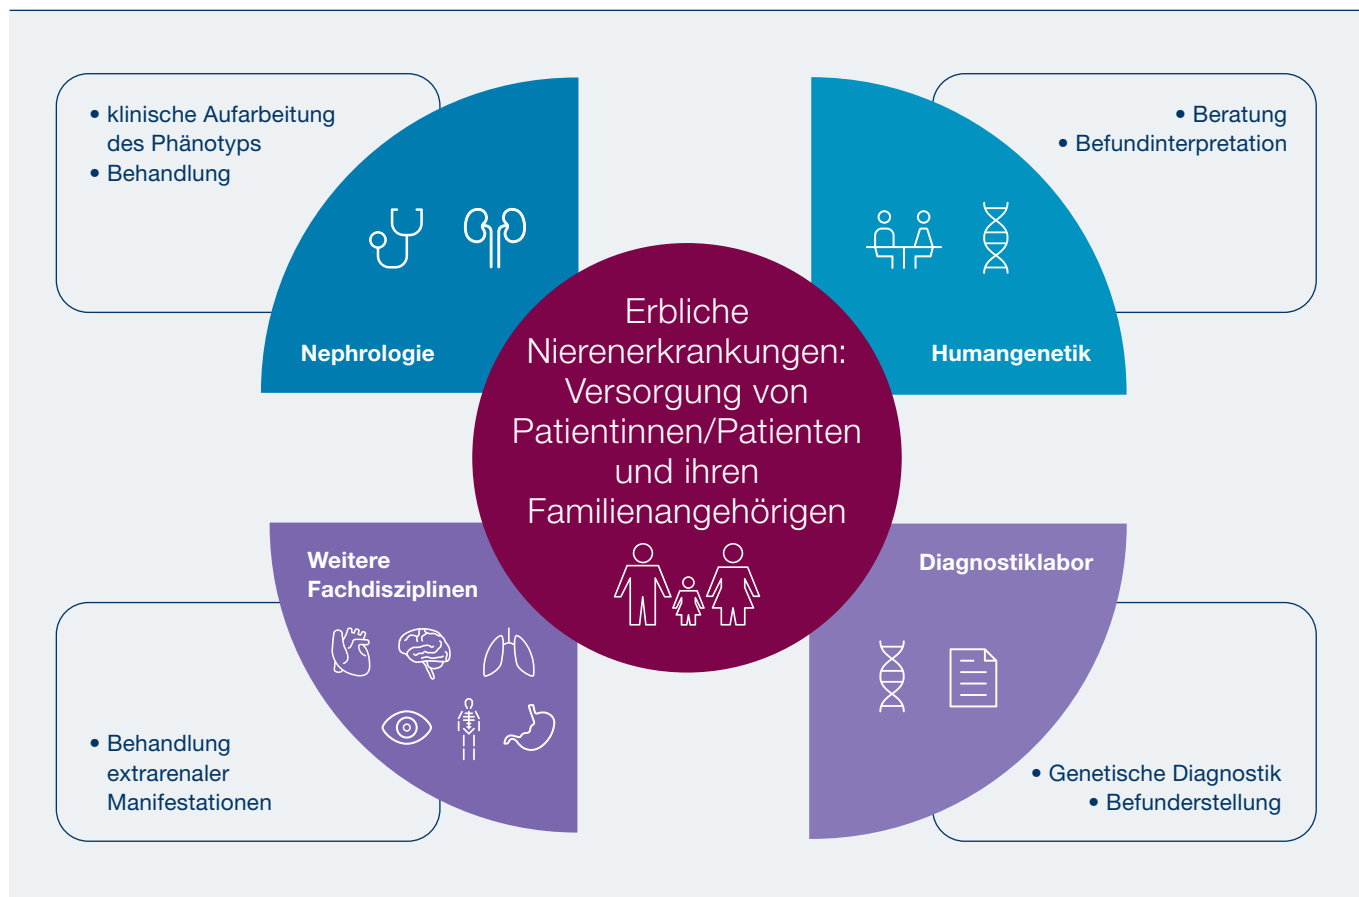 • klinische Aufarbeitung
des Phänotyps
• Behandlung
Nephrologie
• Beratung
• Befundinterpretation
Humangenetik
Erbliche
Nierenerkrankungen:
Versorgung von
Patientinnen/Patienten
und ihren
Familienangehörigen
Weitere
Fachdisziplinen
• Behandlung
extrarenaler
Manifestationen
Diagnostiklabor
• Genetische Diagnostik
• Befunderstellung